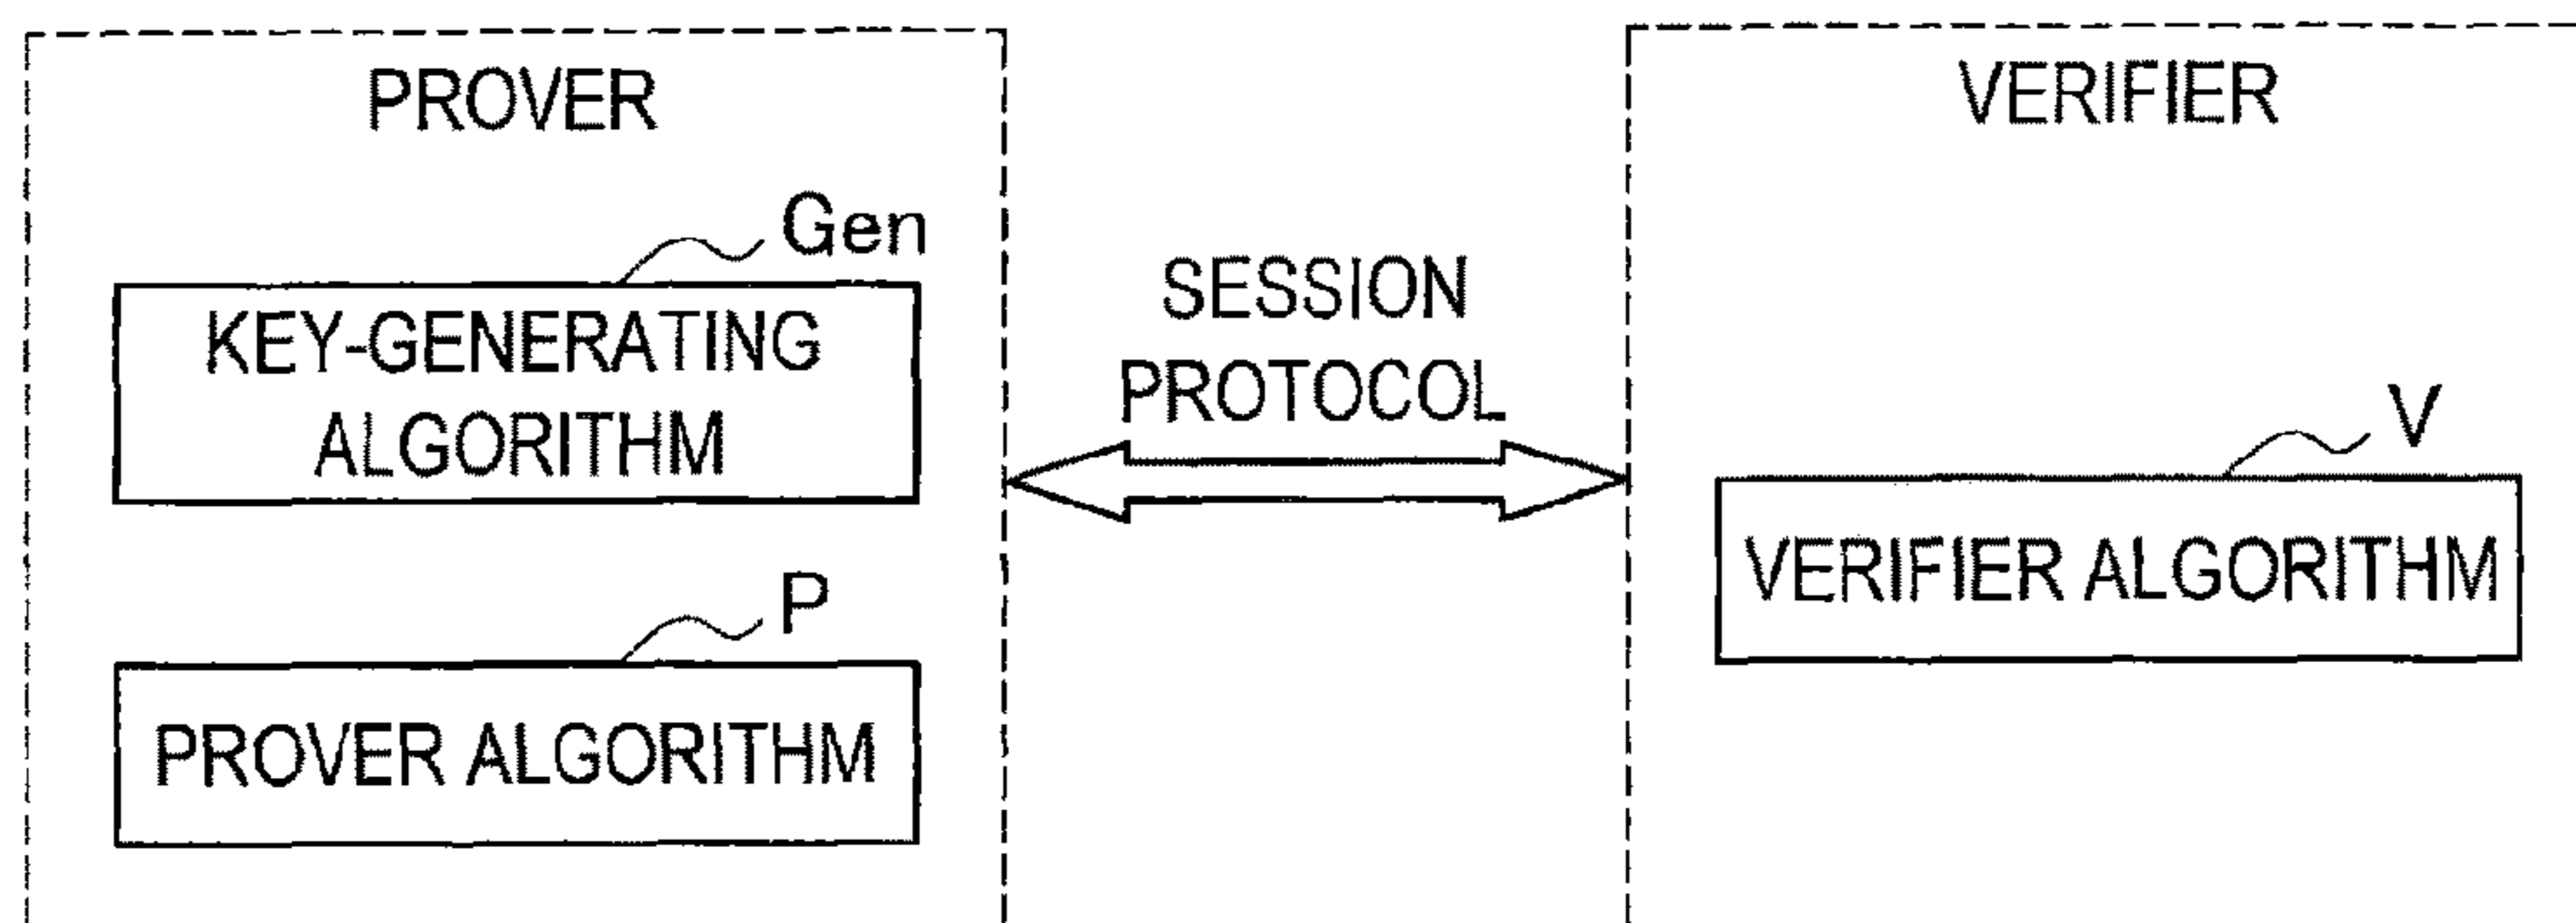 PROVER
Gen
KEY-GENERATING
ALGORITHM
P
PROVER ALGORITHM
SESSION
PROTOCOL
VERIFIER
V
VERIFIER ALGORITHM